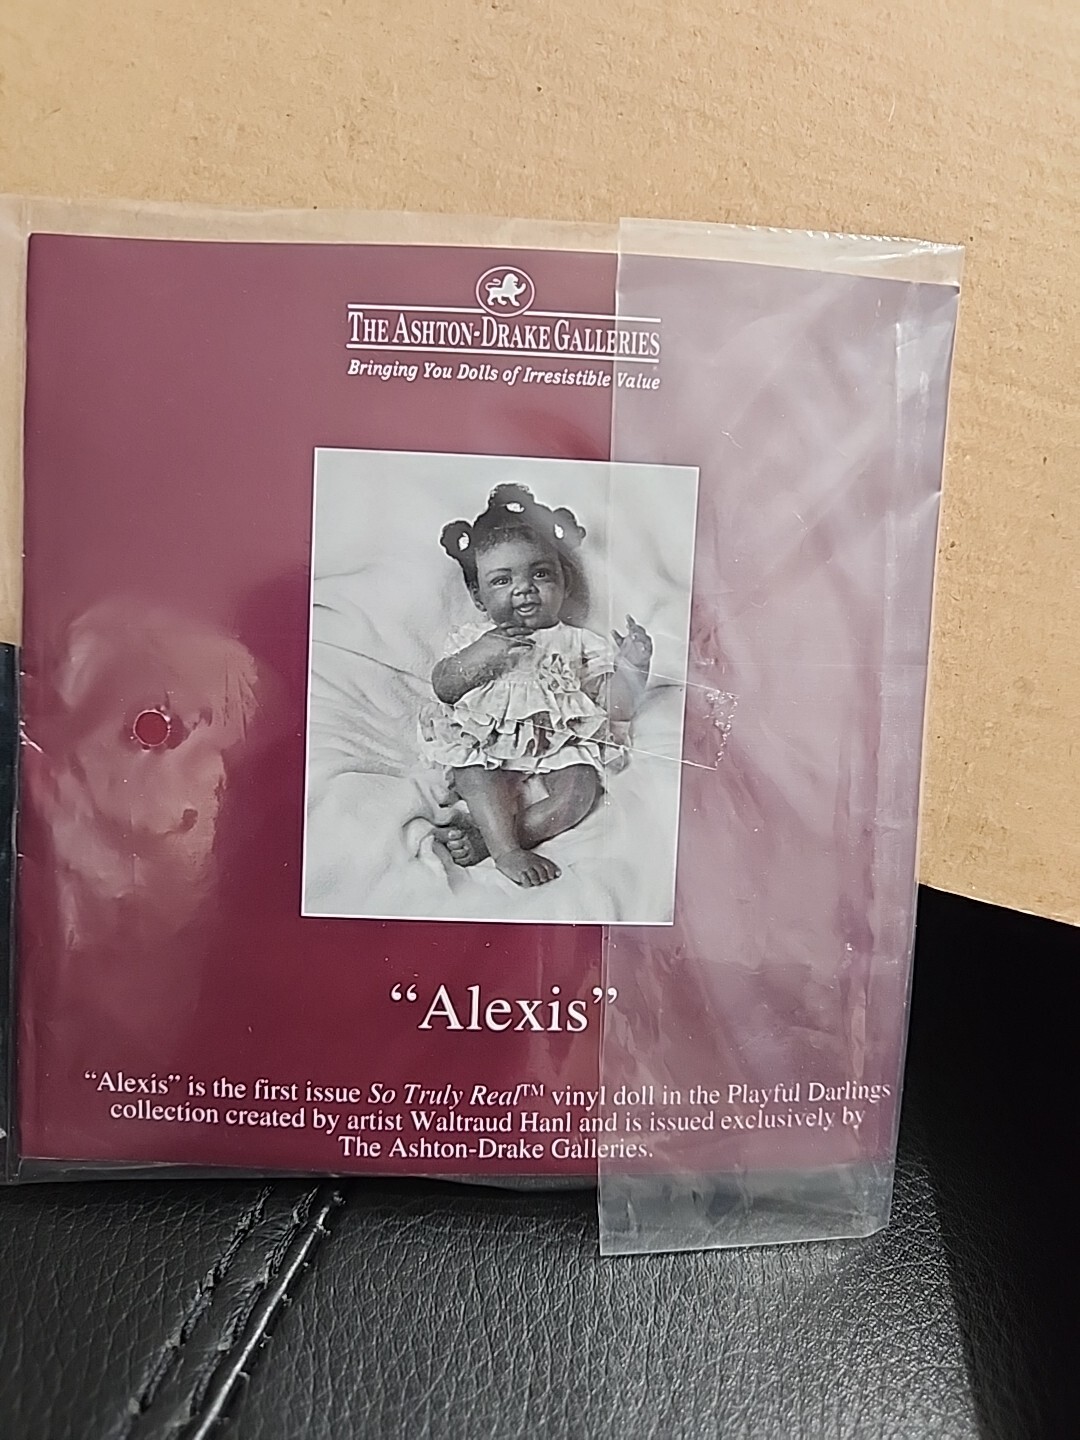 THE ASHTON-DRAKE GALLERIES
Bringing You Dolls of Irresistible Value
“Alexis”
“Alexis” is the first issue So Truly Real™ vinyl doll in the Playful Darlings
collection created by artist Waltraud Hanl and is issued exclusively by
The Ashton-Drake Galleries.